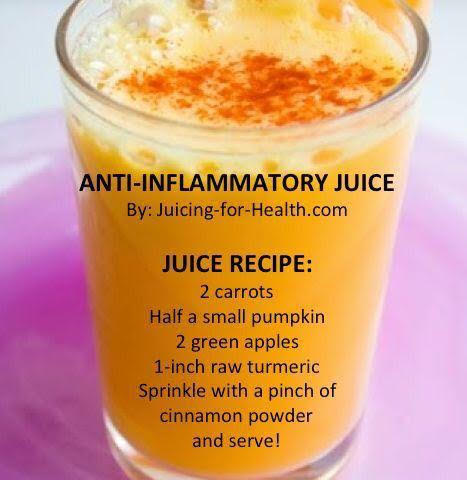 ANTI-INFLAMMATORY JUICE
By: Juicing-for-Health.com
JUICE RECIPE:
2 carrots
Half a small pumpkin
2 green apples
1-inch raw turmeric
Sprinkle with a pinch of
cinnamon powder
and serve!